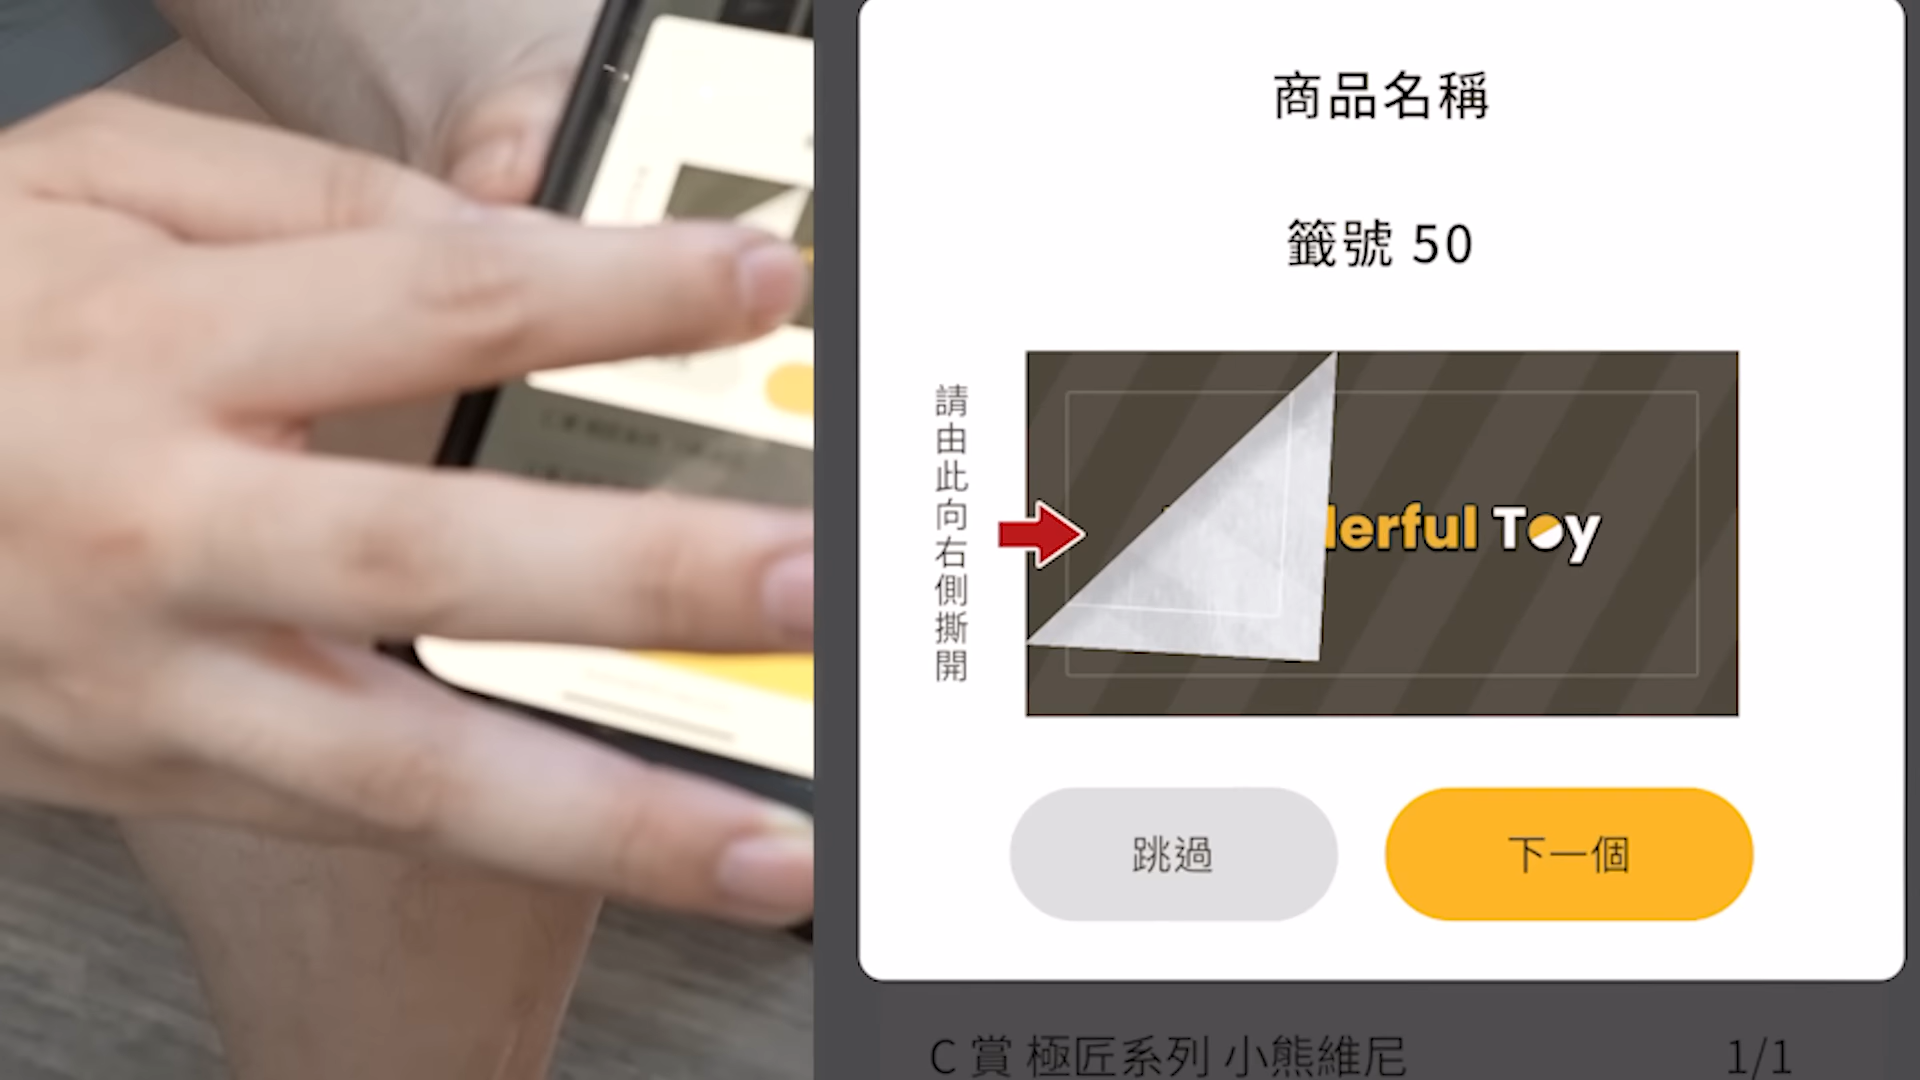 商品名稱
籤號 50
請由此向右側撕開
derful Toy
跳過
下一個
C 賞 極匠系列 小熊維尼
1/1